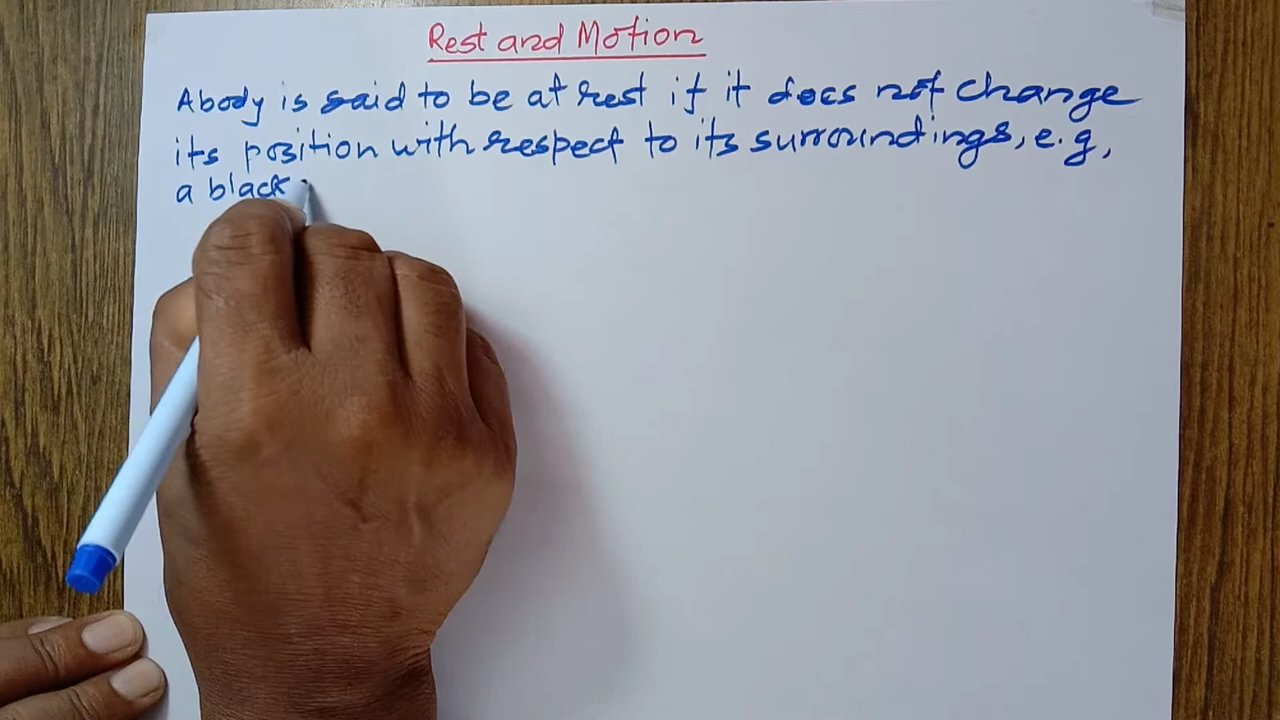 Rest and Motion
A body is said to be at rest if it does not change
its position with respect to its surroundings, e.g,
a black